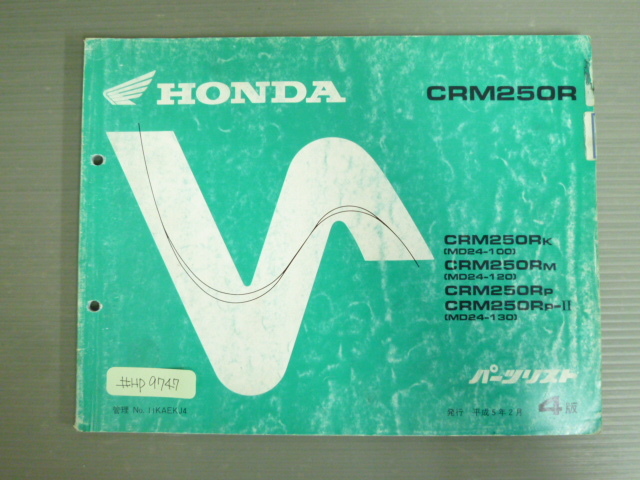 HONDA
CRM250R
CRM250RK
(MD24-100)
CRM250RM
(MD24-120)
CRM250RP
CRM250RP-II
(MD24-130)
パーツリスト
#HP9747
管理 No. 11KAEKJ4
発行 平成5年2月 4版